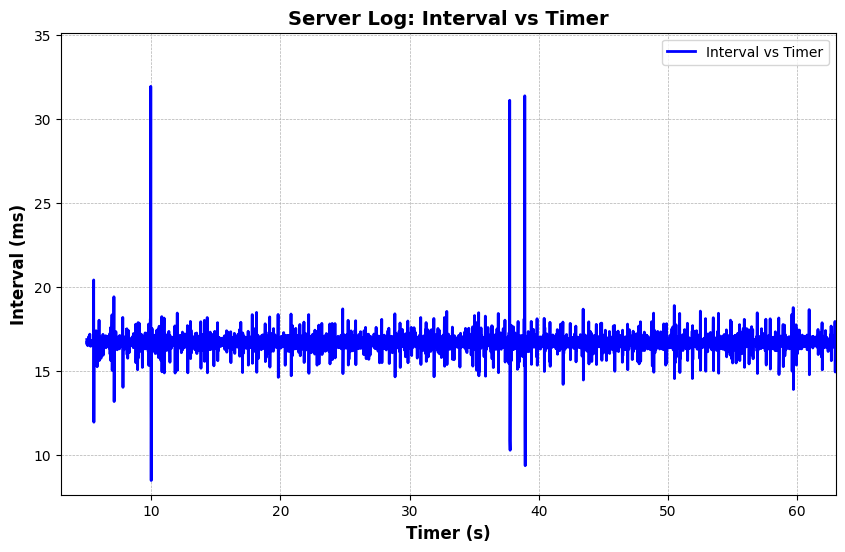 Server Log: Interval vs Timer
Interval vs Timer
35
30
25
20
15
10
Interval (ms)
10 20 30 40 50 60
Timer (s)